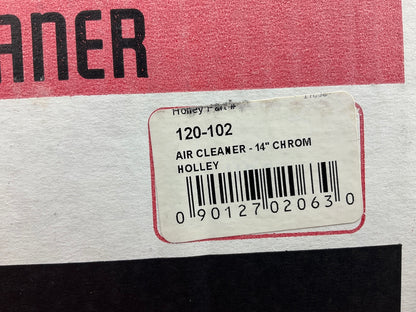 ANER
Holley Part #
120-102
AIR CLEANER - 14" CHROM
HOLLEY
0 90127 02063 0